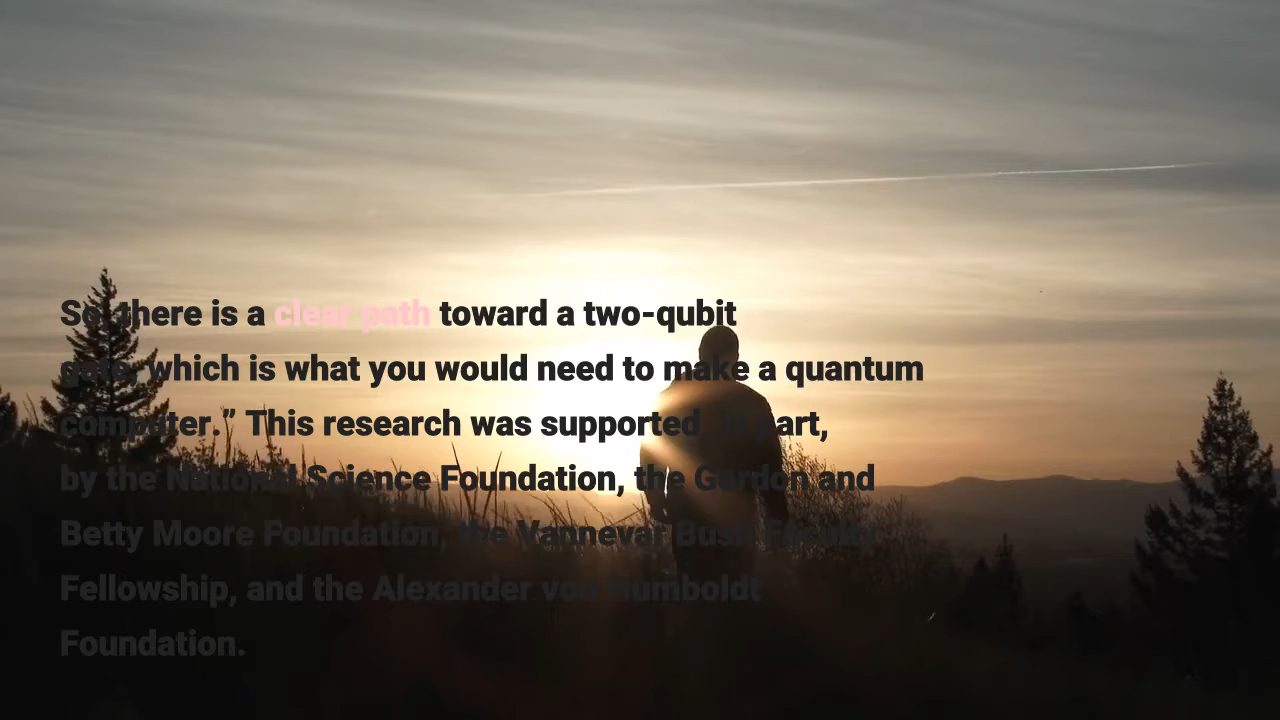 So, there is a clear path toward a two-qubit
gate, which is what you would need to make a quantum
computer.” This research was supported, in part,
by the National Science Foundation, the Gordon and
Betty Moore Foundation, the Vannevar Bush Faculty
Fellowship, and the Alexander von Humboldt
Foundation.